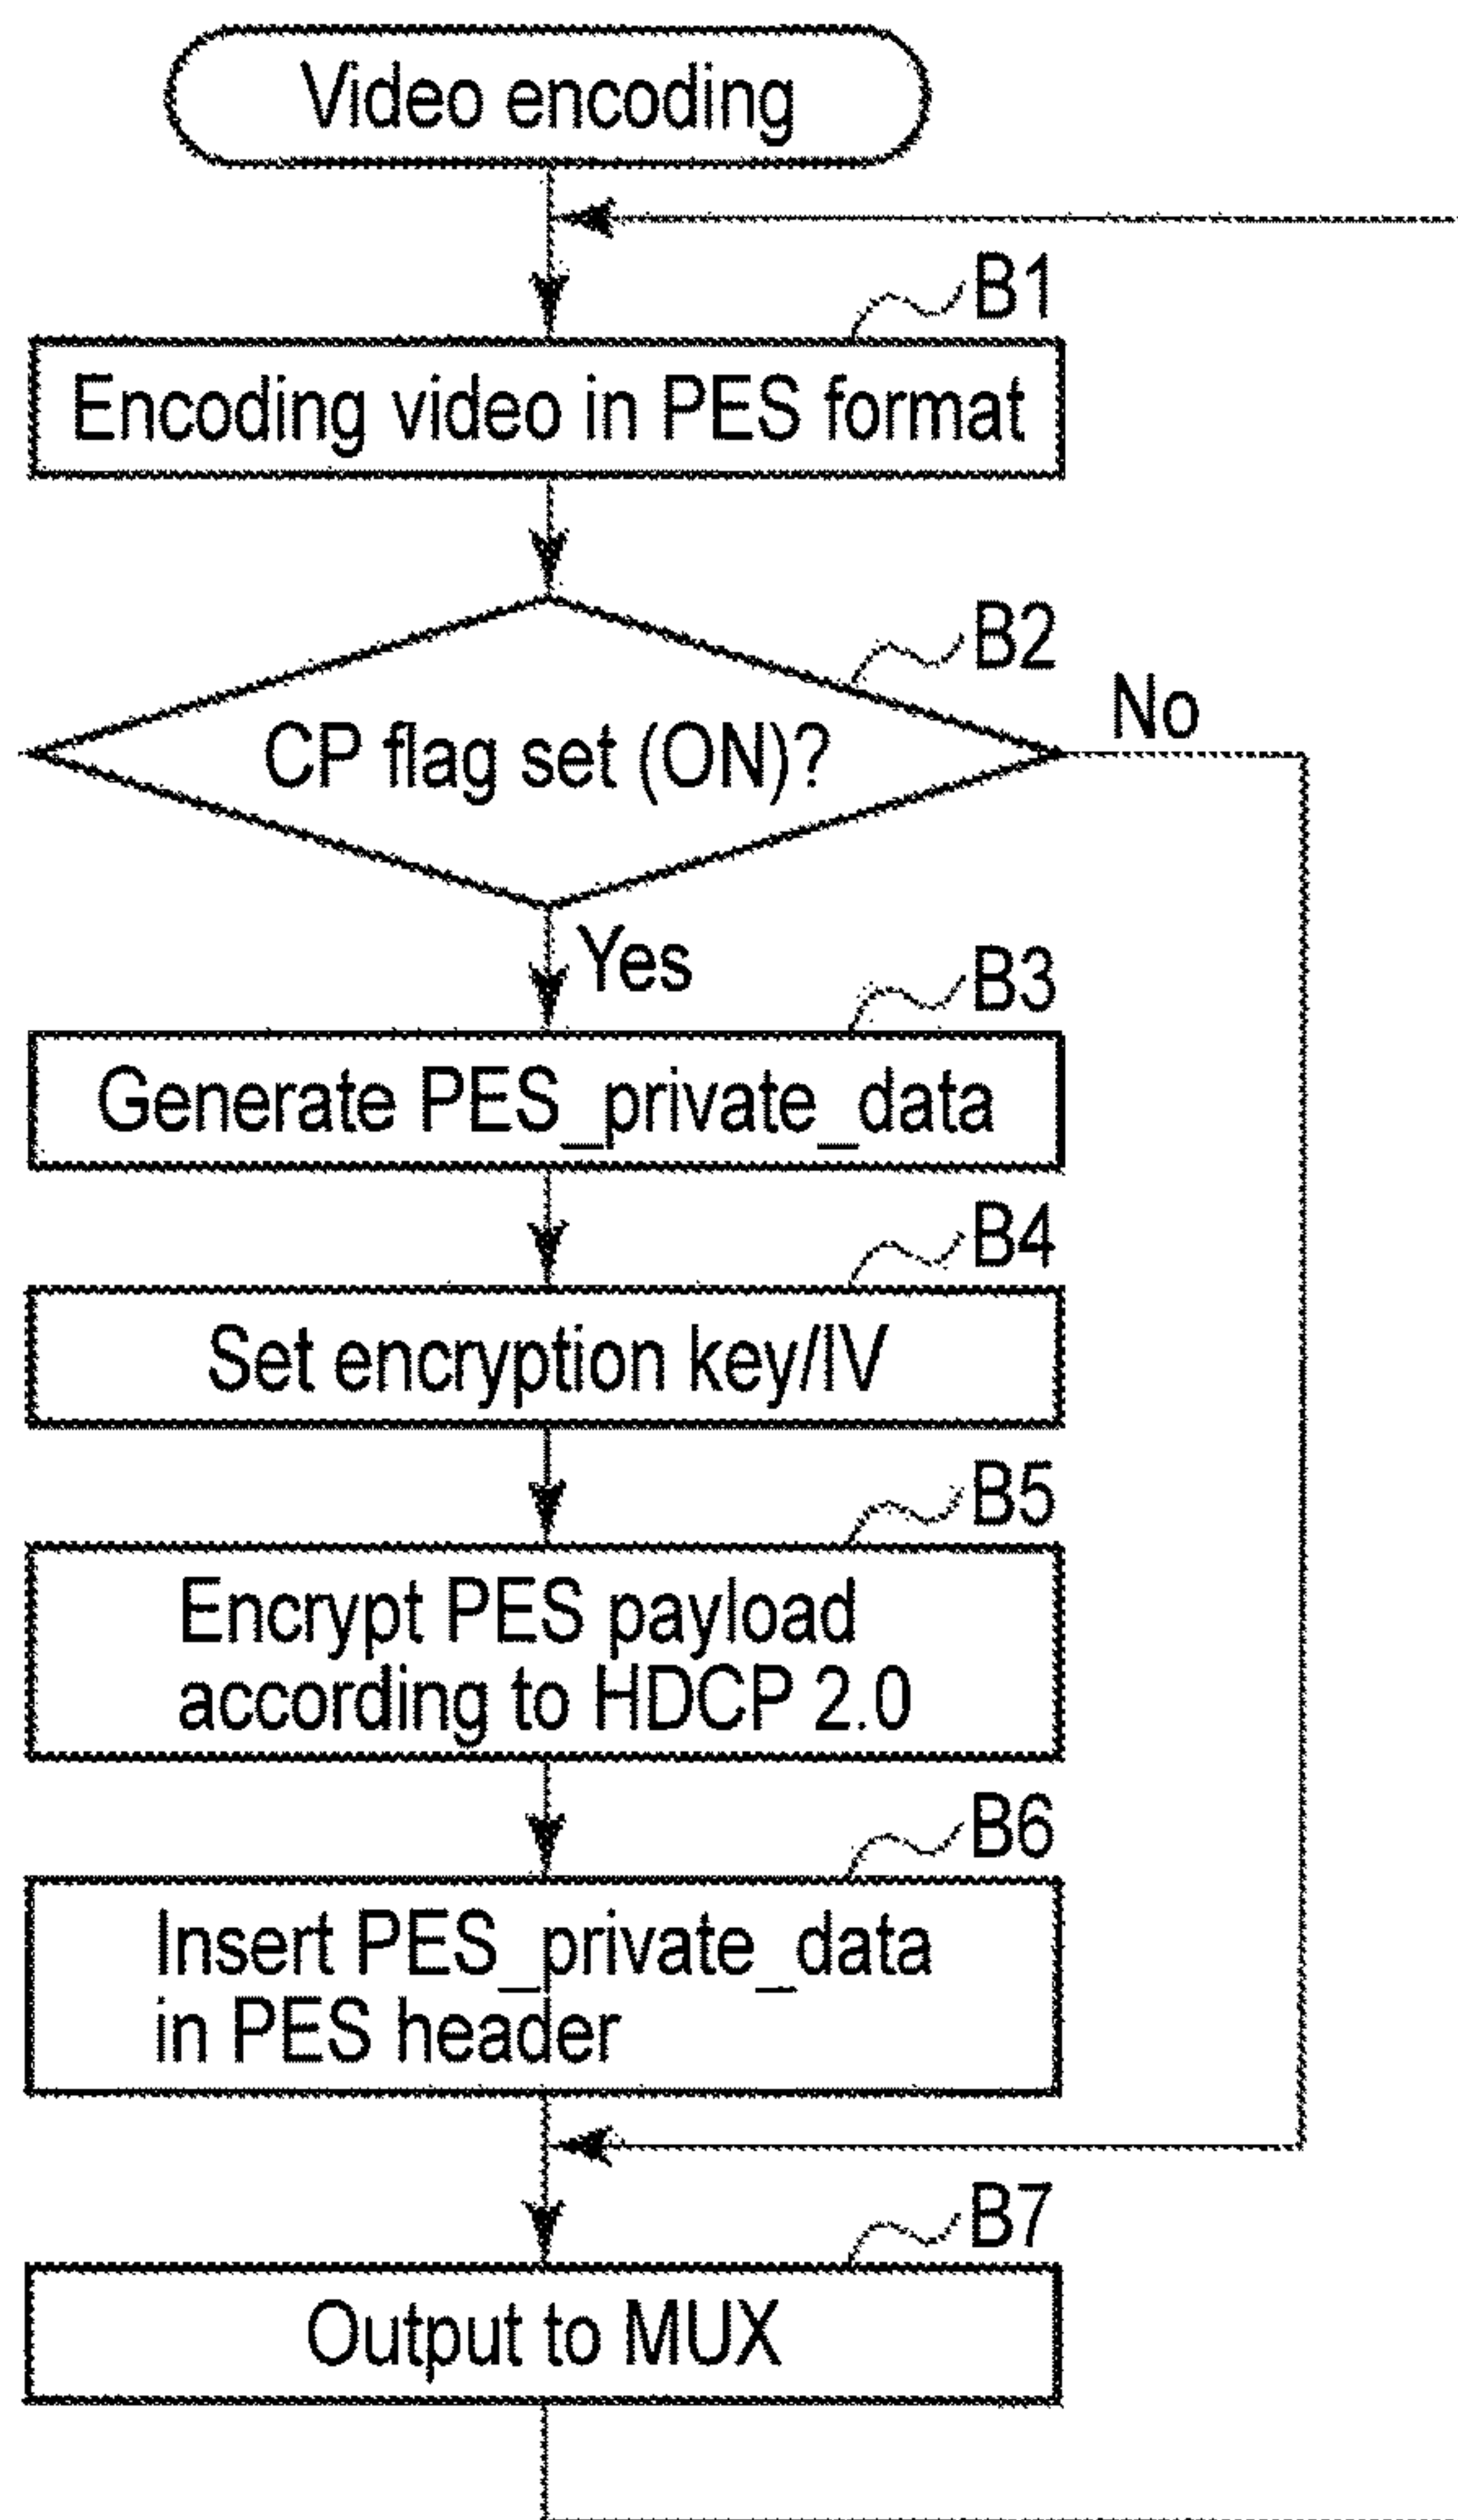 Video encoding
B1
Encoding video in PES format
B2
No
CP flag set (ON)?
Yes
B3
Generate PES_private_data
B4
Set encryption key/IV
B5
Encrypt PES payload
according to HDCP 2.0
B6
Insert PES_private_data
in PES header
B7
Output to MUX